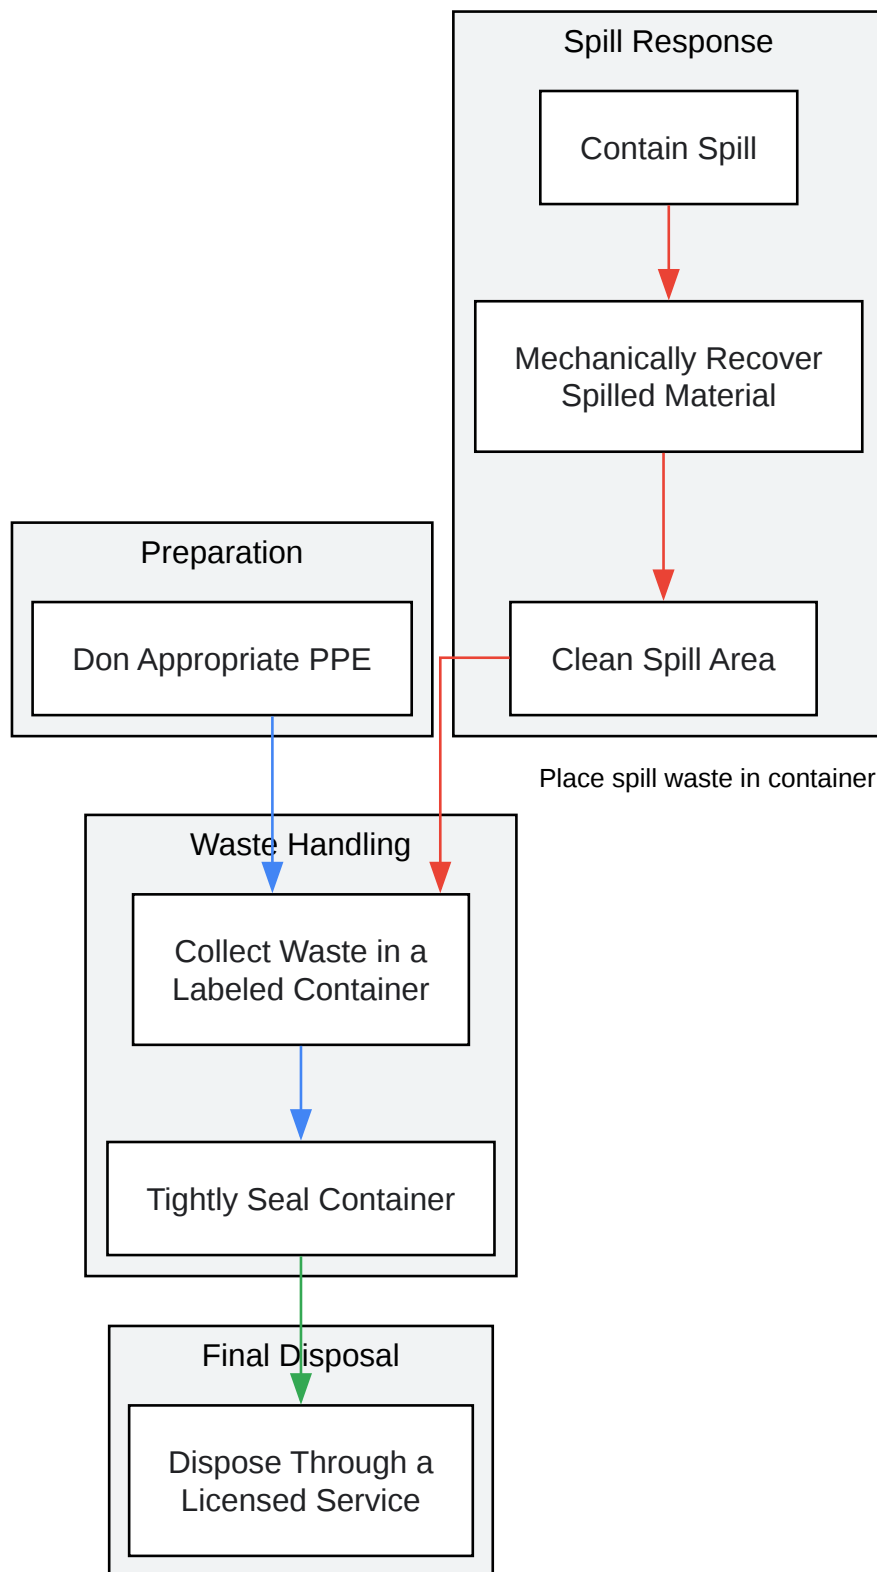 Spill Response
Contain Spill
Mechanically Recover
Spilled Material
Preparation
Don Appropriate PPE
Clean Spill Area
Place spill waste in container
Waste Handling
Collect Waste in a
Labeled Container
Tightly Seal Container
Final Disposal
Dispose Through a
Licensed Service